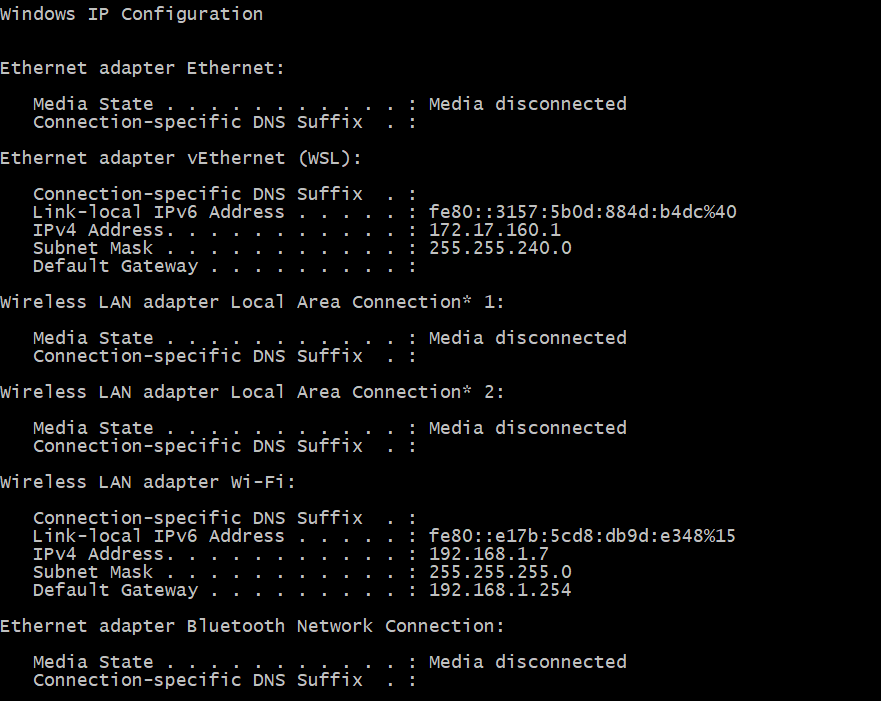 Windows IP Configuration
Ethernet adapter Ethernet:
Media State . . . . . . . . . . . : Media disconnected
Connection-specific DNS Suffix  . :
Ethernet adapter vEthernet (WSL):
Connection-specific DNS Suffix  . :
Link-local IPv6 Address . . . . . : fe80::3157:5b0d:884d:b4dc%40
IPv4 Address. . . . . . . . . . . : 172.17.160.1
Subnet Mask . . . . . . . . . . . : 255.255.240.0
Default Gateway . . . . . . . . . :
Wireless LAN adapter Local Area Connection* 1:
Media State . . . . . . . . . . . : Media disconnected
Connection-specific DNS Suffix  . :
Wireless LAN adapter Local Area Connection* 2:
Media State . . . . . . . . . . . : Media disconnected
Connection-specific DNS Suffix  . :
Wireless LAN adapter Wi-Fi:
Connection-specific DNS Suffix  . :
Link-local IPv6 Address . . . . . : fe80::e17b:5cd8:db9d:e348%15
IPv4 Address. . . . . . . . . . . : 192.168.1.7
Subnet Mask . . . . . . . . . . . : 255.255.255.0
Default Gateway . . . . . . . . . : 192.168.1.254
Ethernet adapter Bluetooth Network Connection:
Media State . . . . . . . . . . . : Media disconnected
Connection-specific DNS Suffix  . :